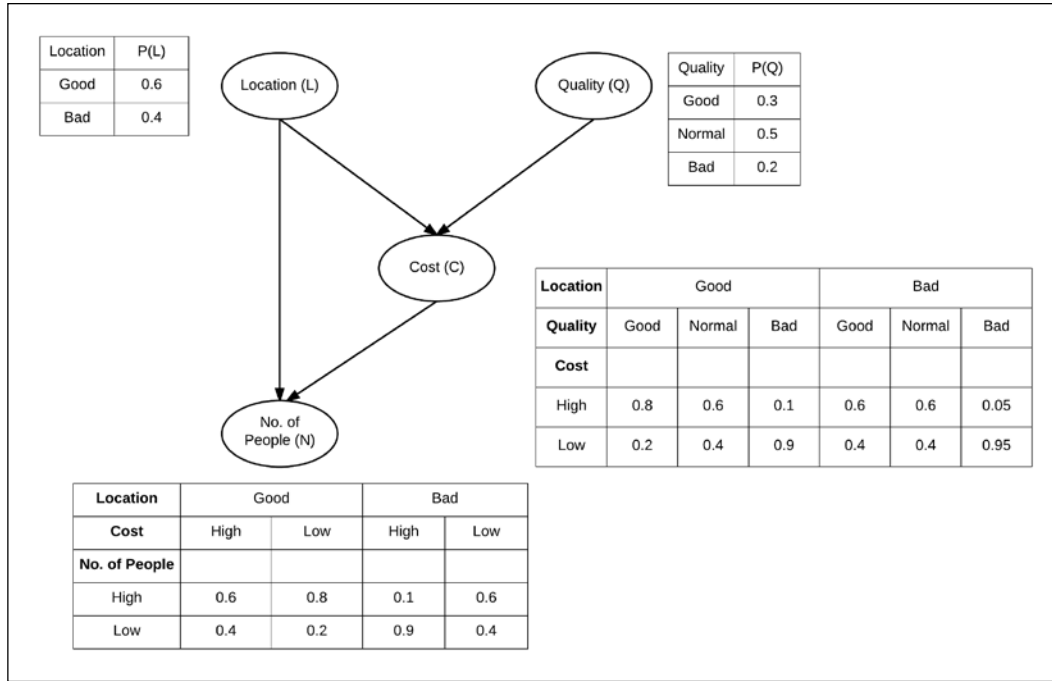 Location P(L)
Good 0.6
Bad 0.4
Location (L)
Quality (Q)
Quality P(Q)
Good 0.3
Normal 0.5
Bad 0.2
Cost (C)
No. of
People (N)
Location Good Bad
Quality Good Normal Bad Good Normal Bad
Cost
High 0.8 0.6 0.1 0.6 0.6 0.05
Low 0.2 0.4 0.9 0.4 0.4 0.95
Location Good Bad
Cost High Low High Low
No. of People
High 0.6 0.8 0.1 0.6
Low 0.4 0.2 0.9 0.4